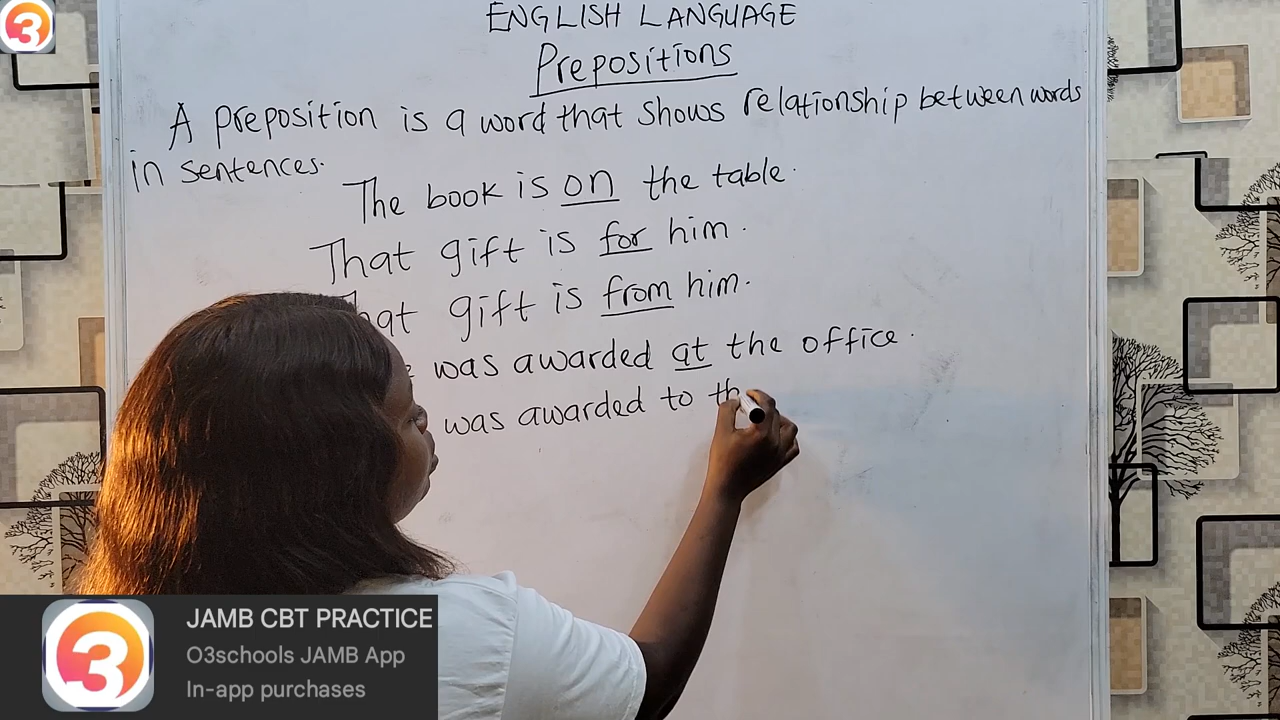 ENGLISH LANGUAGE
Prepositions
A preposition is a word that shows relationship between words
in sentences.
The book is on the table.
That gift is for him.
gift is from him.
was awarded at the office.
was awarded to
3
JAMB CBT PRACTICE
O3schools JAMB App
In-app purchases